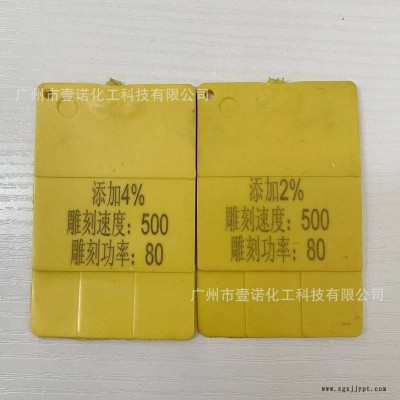 广州市壹诺化工科技有限公司
添加4%
雕刻速度：500
雕刻功率：80
添加2%
雕刻速度：500
雕刻功率：80
广州市壹诺化工科技有限公司
www.zgsjjypt.com